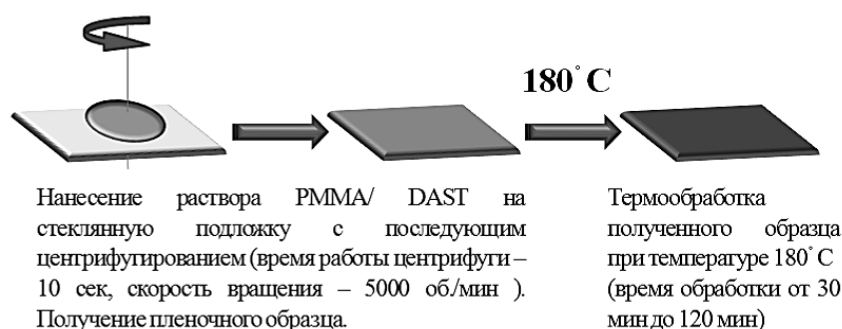 180° С
Нанесение раствора PMMA/ DAST на
стеклянную подложку с последующим
центрифугированием (время работы центрифуги –
10 сек, скорость вращения – 5000 об./мин ).
Получение пленочного образца.
Термообработка
полученного образца
при температуре 180° С
(время обработки от 30
мин до 120 мин)